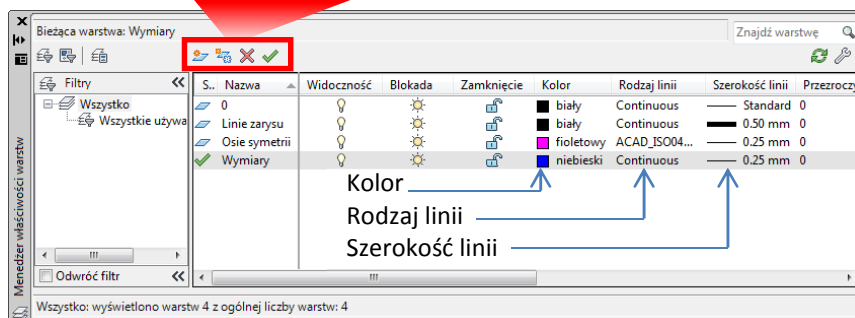 Bieżąca warstwa: Wymiary
Znajdź warstwę
Filtry
S.. Nazwa Widoczność Blokada Zamknięcie Kolor Rodzaj linii Szerokość linii Przezroczy
Wszystko
Wszystkie używa
0 biały Continuous Standard 0
Linie zarysu biały Continuous 0.50 mm 0
Osie symetrii fioletowy ACAD_ISO04... 0.25 mm 0
Wymiary niebieski Continuous 0.25 mm 0
Kolor
Rodzaj linii
Szerokość linii
Odwróć filtr
Wszystko: wyświetlono warstw 4 z ogólnej liczby warstw: 4
Menedżer właściwości warstw